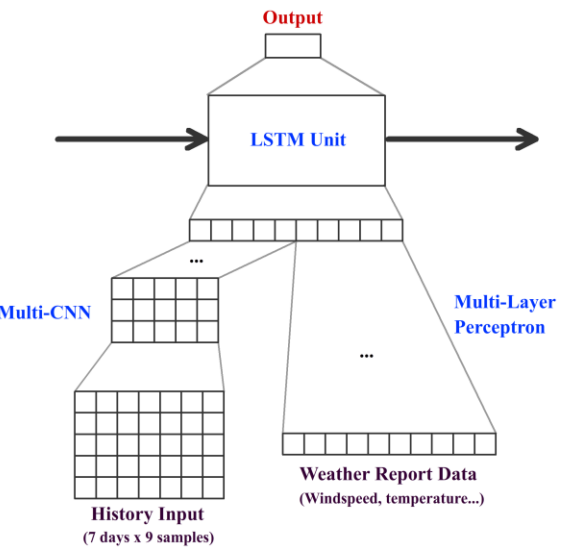 Output
LSTM Unit
...
Multi-CNN
Multi-Layer
Perceptron
...
Weather Report Data
(Windspeed, temperature...)
History Input
(7 days x 9 samples)